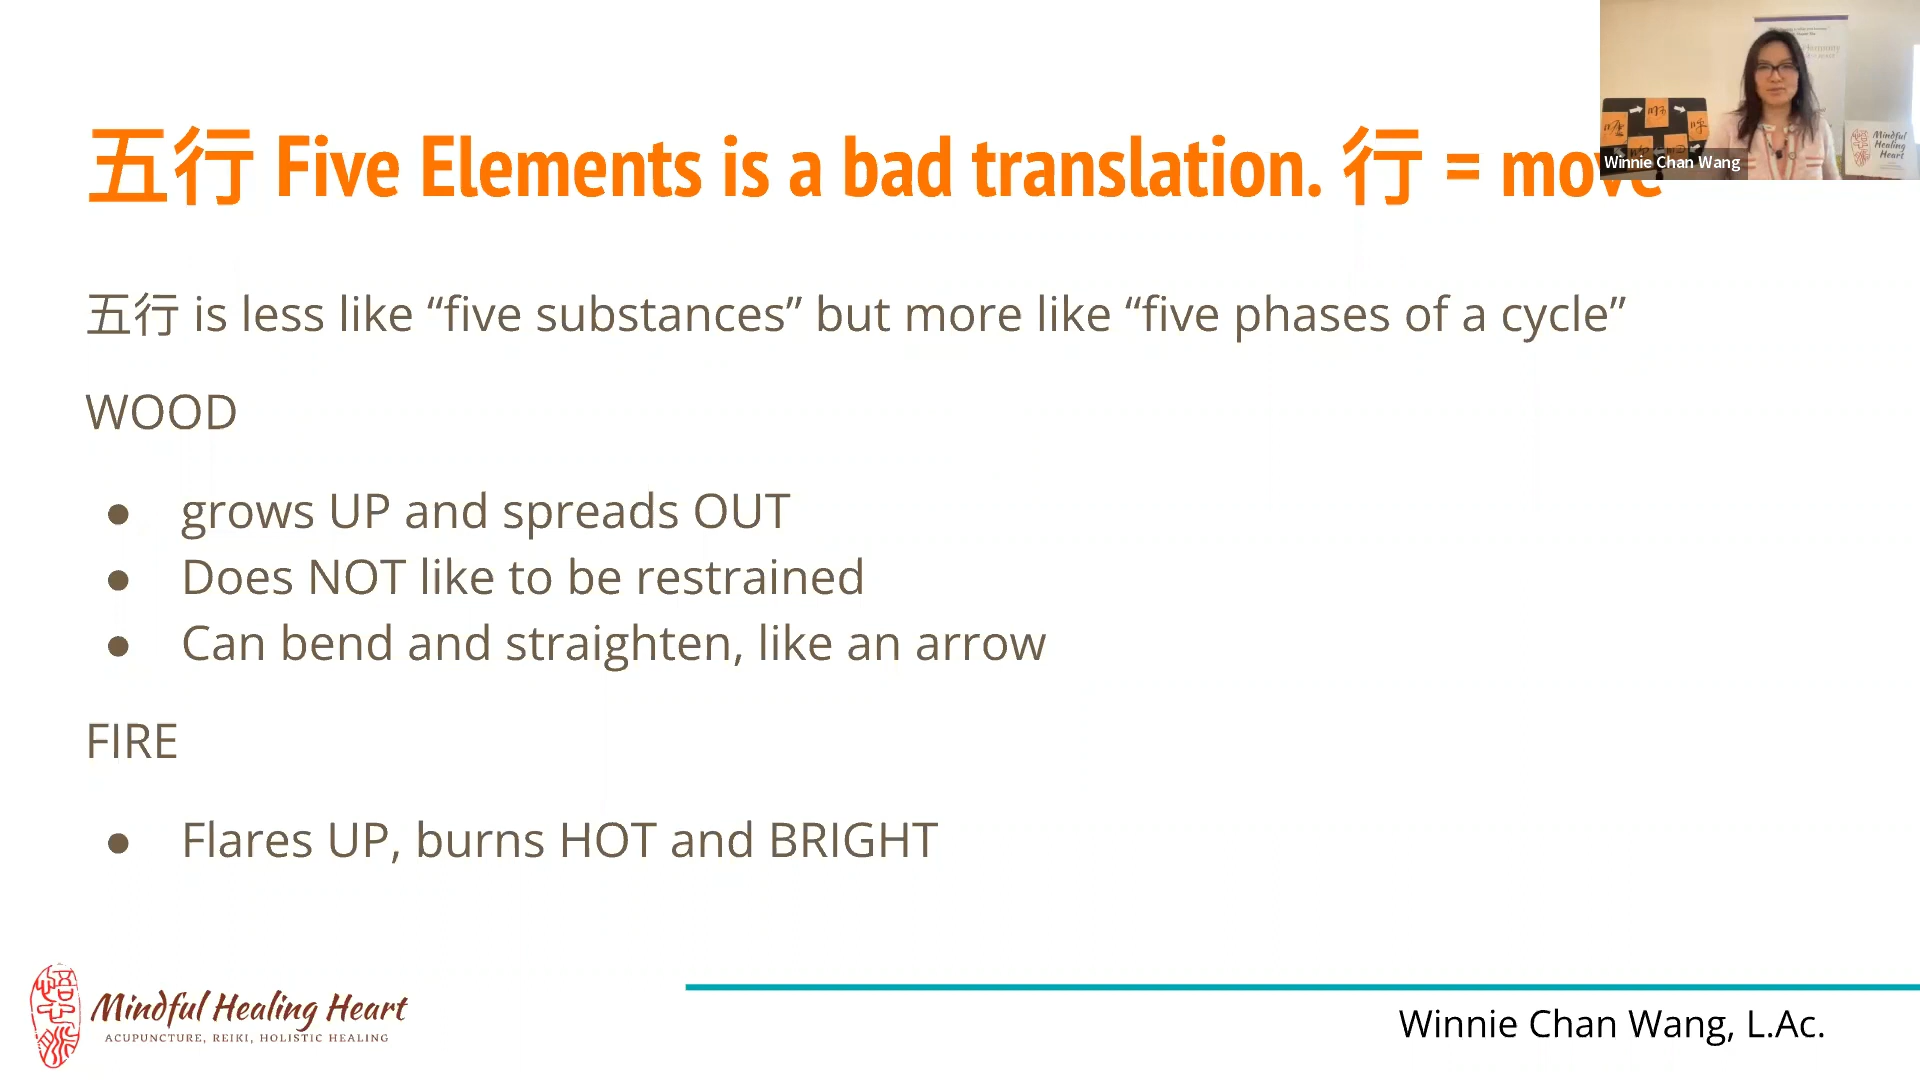 五行 Five Elements is a bad translation. 行 = move
五行 is less like “five substances” but more like “five phases of a cycle”
WOOD
● grows UP and spreads OUT
● Does NOT like to be restrained
● Can bend and straighten, like an arrow
FIRE
● Flares UP, burns HOT and BRIGHT
Mindful Healing Heart
ACUPUNCTURE, REIKI, HOLISTIC HEALING
Winnie Chan Wang, L.Ac.
Winnie Chan Wang
Mindful
Healing
Heart